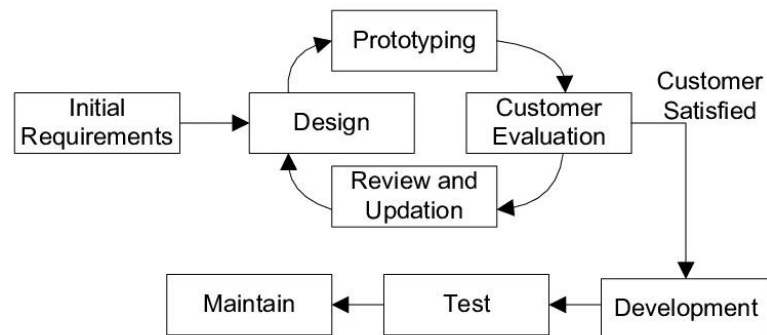 Prototyping
Customer
Satisfied
Initial
Requirements
Design
Customer
Evaluation
Review and
Updation
Maintain
Test
Development